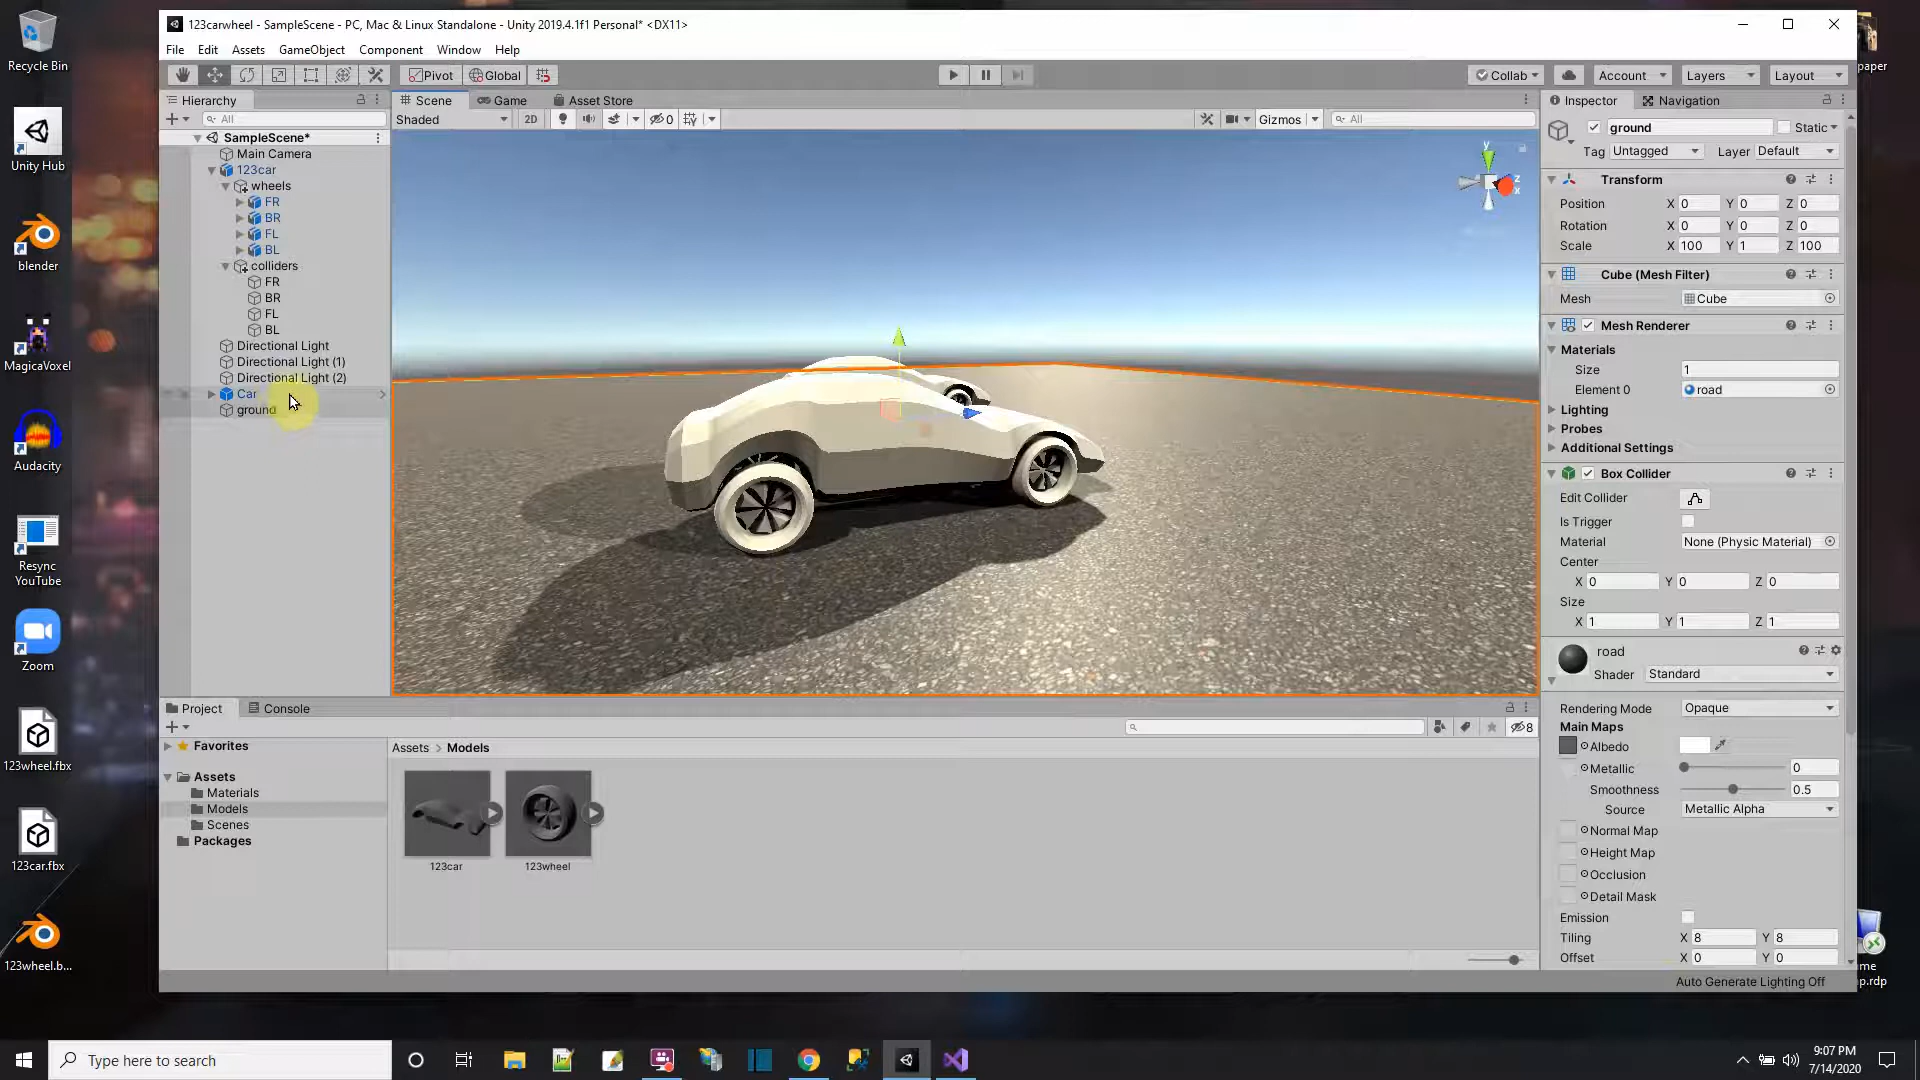 Recycle Bin
Unity Hub
blender
MagicaVoxel
Audacity
Resync
YouTube
Zoom
123wheel.fbx
123car.fbx
123wheel.b...
123carwheel - SampleScene - PC, Mac & Linux Standalone - Unity 2019.4.1f1 Personal* <DX11>
File Edit Assets GameObject Component Window Help
Pivot Global
Collab Account Layers Layout
Hierarchy
All
SampleScene*
Main Camera
123car
wheels
FR
BR
FL
BL
colliders
FR
BR
FL
BL
Directional Light
Directional Light (1)
Directional Light (2)
Car
ground
Scene Game Asset Store
Shaded 2D 0 Gizmos All
y
z
x
Inspector Navigation
ground Static
Tag Untagged Layer Default
Transform
Position X 0 Y 0 Z 0
Rotation X 0 Y 0 Z 0
Scale X 100 Y 1 Z 100
Cube (Mesh Filter)
Mesh Cube
Mesh Renderer
Materials
Size 1
Element 0 road
Lighting
Probes
Additional Settings
Box Collider
Edit Collider
Is Trigger
Material None (Physic Material)
Center
X 0 Y 0 Z 0
Size
X 1 Y 1 Z 1
road
Shader Standard
Rendering Mode Opaque
Main Maps
Albedo
Metallic 0
Smoothness 0.5
Source Metallic Alpha
Normal Map
Height Map
Occlusion
Detail Mask
Emission
Tiling X 8 Y 8
Offset X 0 Y 0
Auto Generate Lighting Off
Project Console
8
Favorites
Assets
Materials
Models
Scenes
Packages
Assets > Models
123car 123wheel
paper
me
p.rdp
Type here to search
9:07 PM
7/14/2020